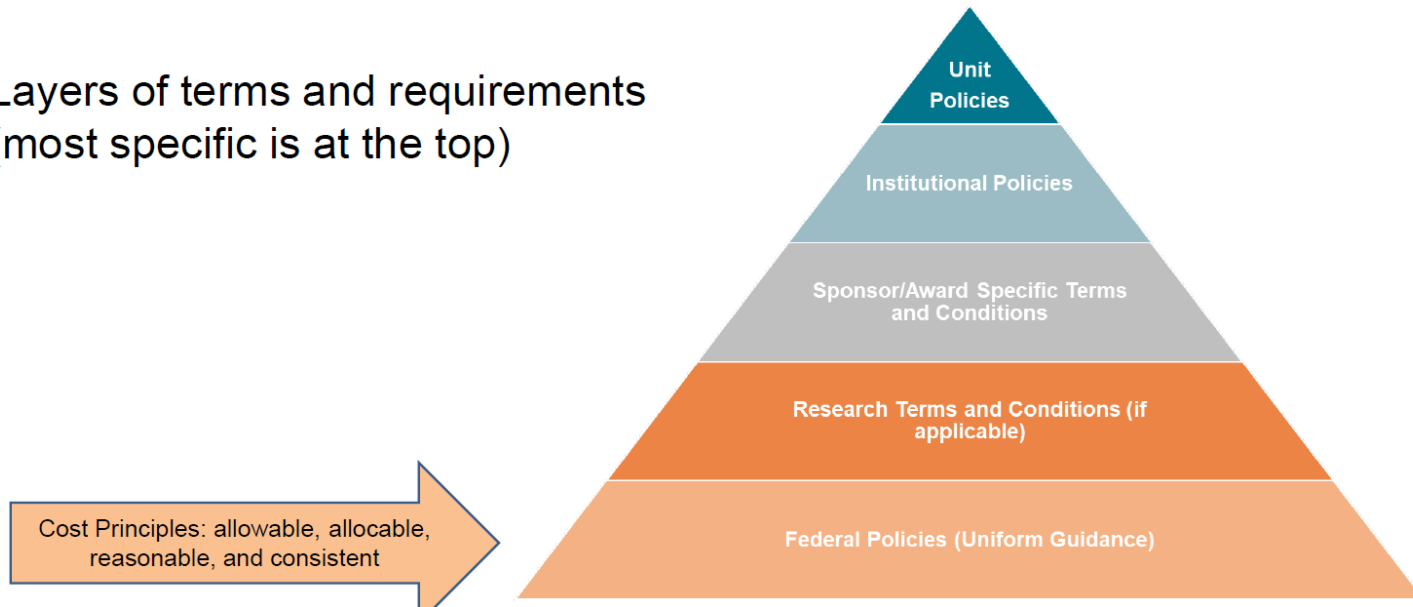 Layers of terms and requirements
(most specific is at the top)
Unit
Policies
Institutional Policies
Sponsor/Award Specific Terms
and Conditions
Research Terms and Conditions (if
applicable)
Cost Principles: allowable, allocable,
reasonable, and consistent
Federal Policies (Uniform Guidance)